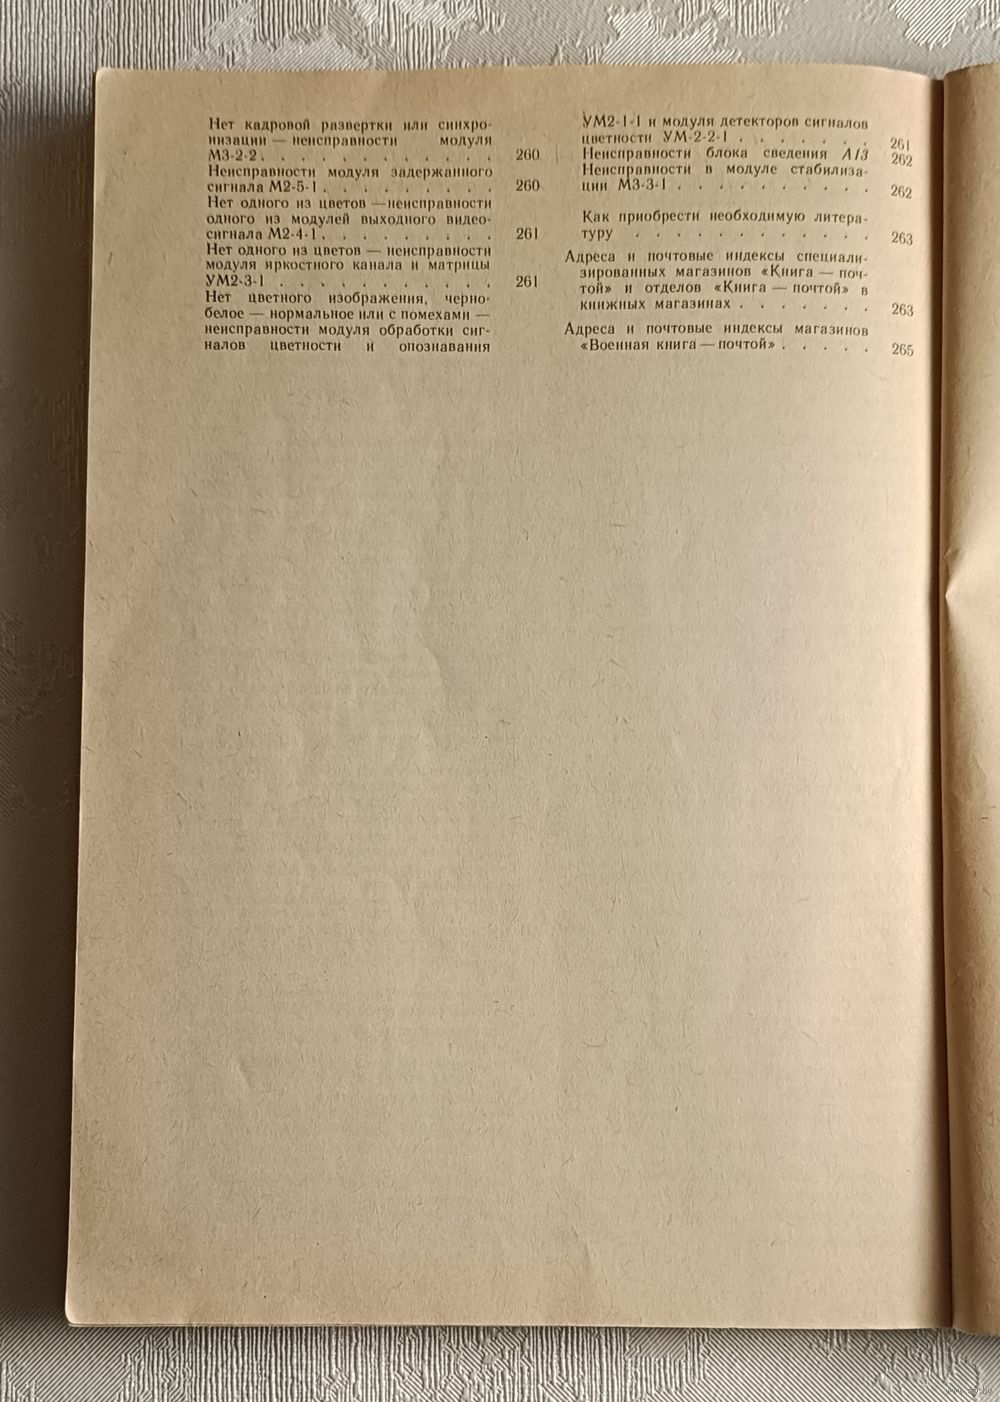 Нет кадровой развертки или синхро-
низации — неисправности модуля
М3-2-2 . . . . . . . . . . . . 260
Неисправности модуля задержанного
сигнала М2-5-1 . . . . . . . . . 260
Нет одного из цветов — неисправности
одного из модулей выходного видео-
сигнала М2-4-1 . . . . . . . . . 261
Нет одного из цветов — неисправности
модуля яркостного канала и матрицы
УМ2-3-1 . . . . . . . . . . . 261
Нет цветного изображения, черно-
белое — нормальное или с помехами —
неисправности модуля обработки сиг-
налов цветности и опознавания
УМ2-1-1 и модуля детекторов сигналов
цветности УМ-2-2-1 . . . . . . . 261
Неисправности блока сведения А13 262
Неисправности в модуле стабилиза-
ции М3-3-1 . . . . . . . . . 262
Как приобрести необходимую литера-
туру . . . . . . . . . . . 263
Адреса и почтовые индексы специали-
зированных магазинов «Книга — поч-
той» и отделов «Книга — почтой» в
книжных магазинах . . . . . . . 263
Адреса и почтовые индексы магазинов
«Военная книга — почтой» . . . . . 265